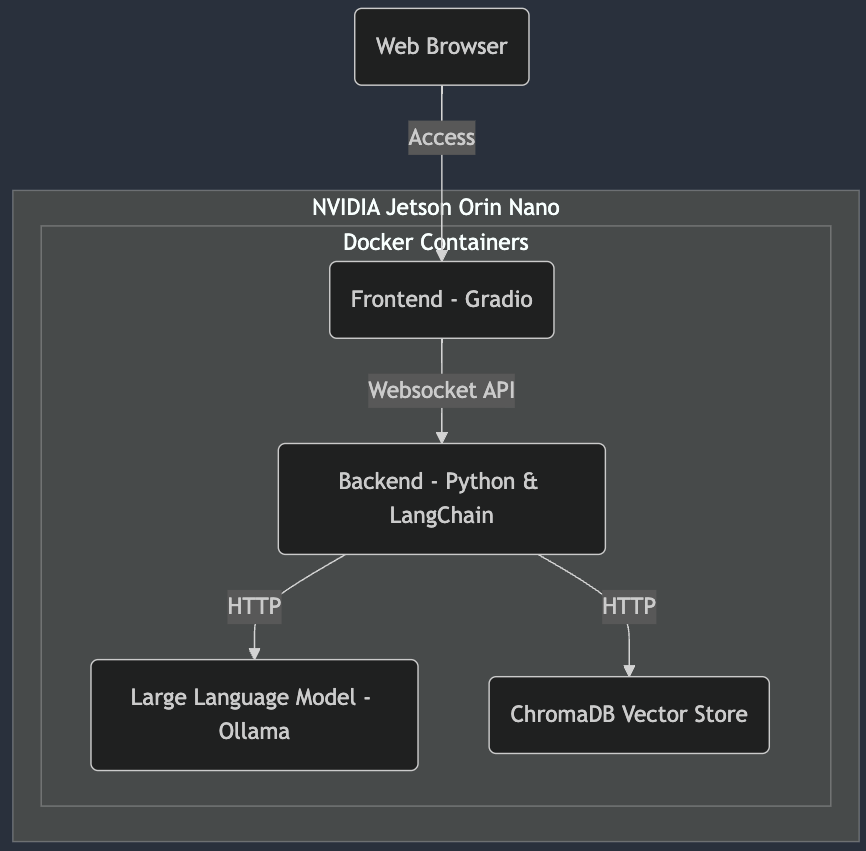 Web Browser
Access
NVIDIA Jetson Orin Nano
Docker Containers
Frontend - Gradio
Websocket API
Backend - Python &
LangChain
HTTP
HTTP
Large Language Model -
Ollama
ChromaDB Vector Store